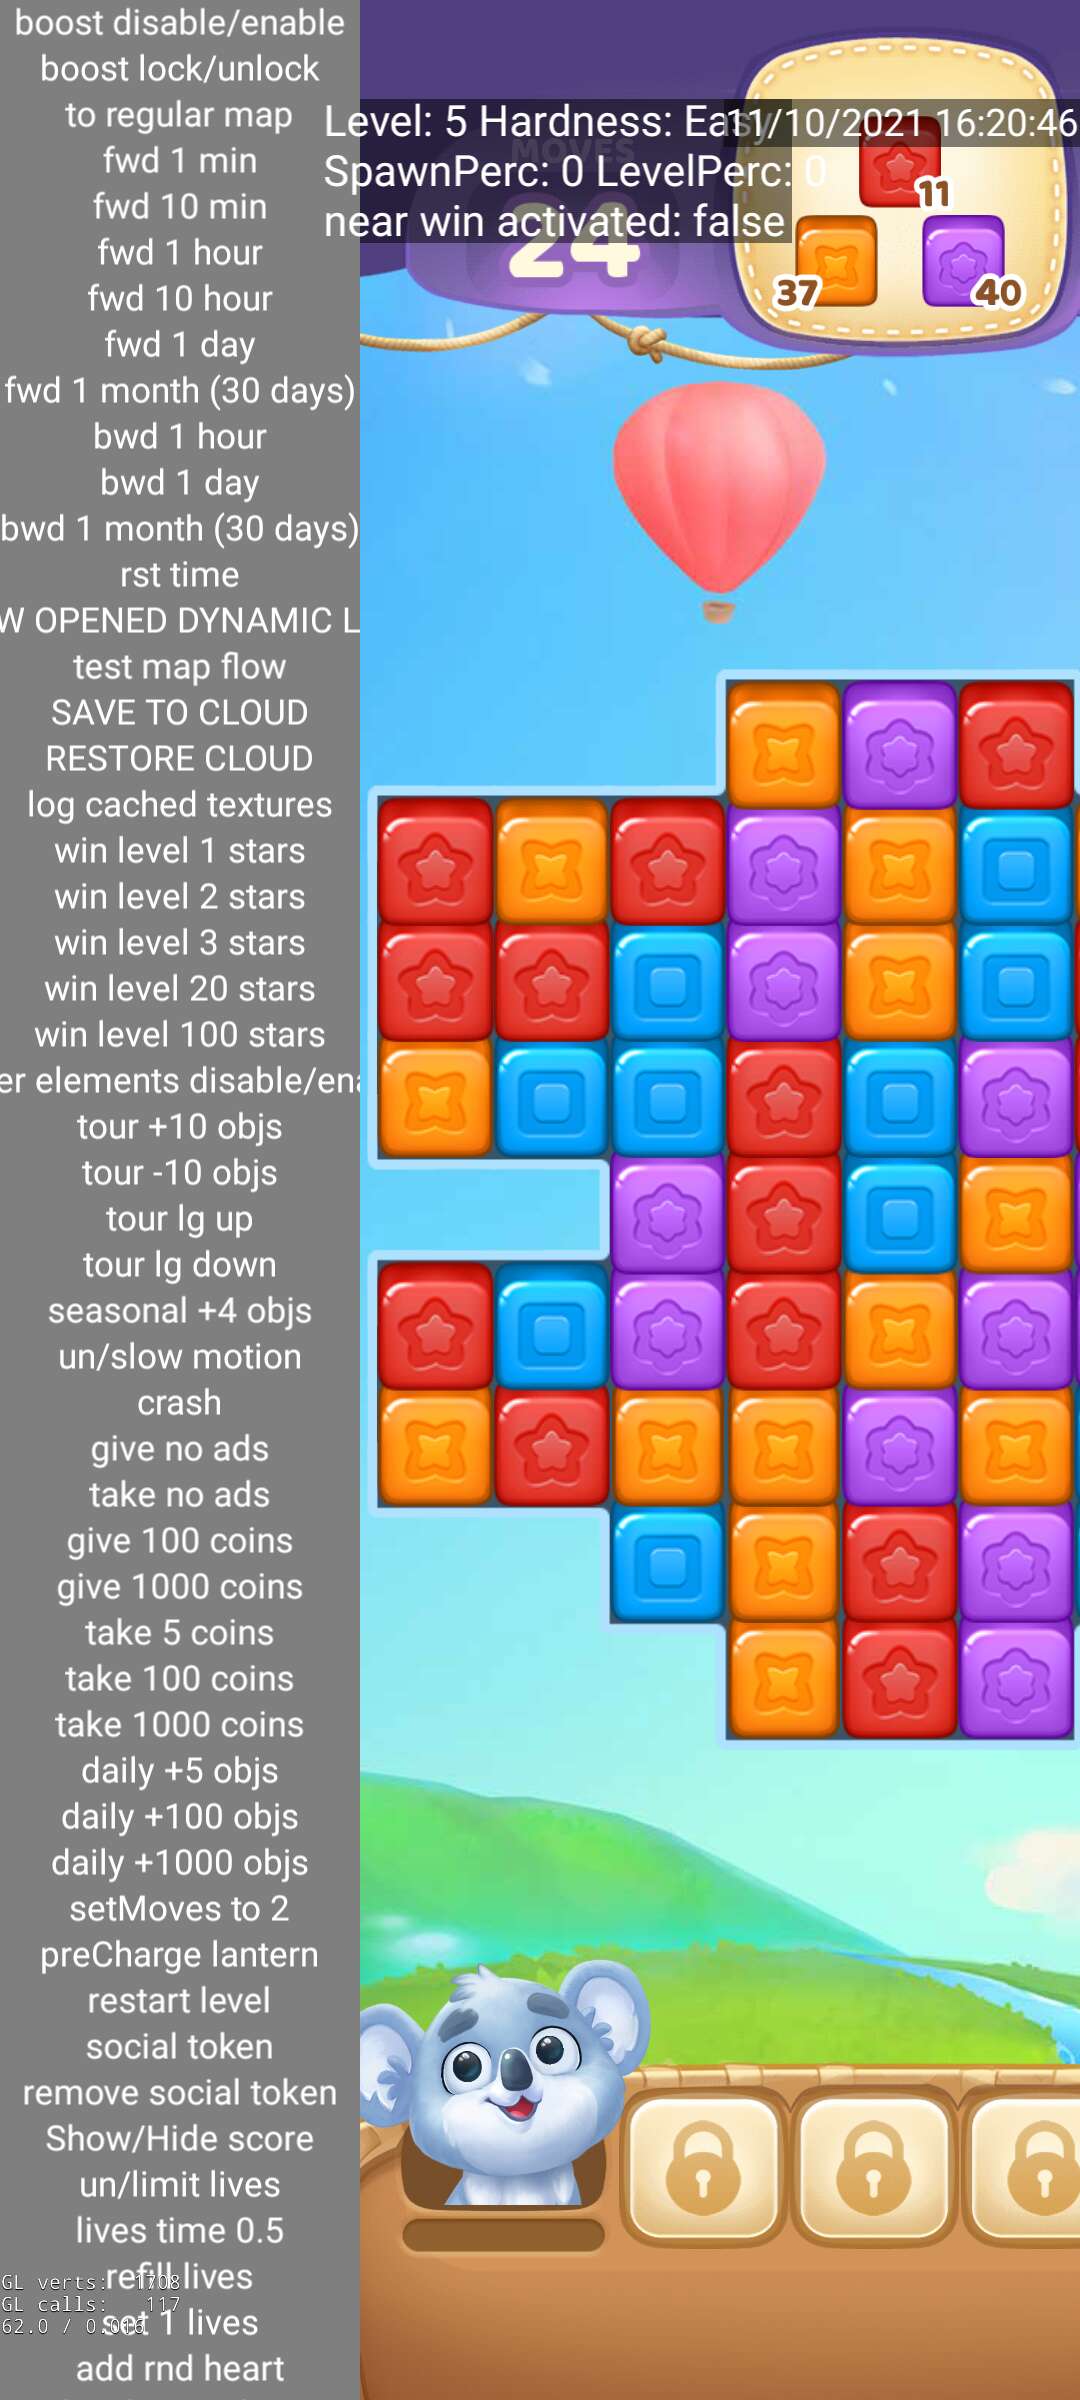 boost disable/enable
boost lock/unlock
to regular map
fwd 1 min
fwd 10 min
fwd 1 hour
fwd 10 hour
fwd 1 day
fwd 1 month (30 days)
bwd 1 hour
bwd 1 day
bwd 1 month (30 days)
rst time
W OPENED DYNAMIC L
test map flow
SAVE TO CLOUD
RESTORE CLOUD
log cached textures
win level 1 stars
win level 2 stars
win level 3 stars
win level 20 stars
win level 100 stars
er elements disable/ena
tour +10 objs
tour -10 objs
tour lg up
tour lg down
seasonal +4 objs
un/slow motion
crash
give no ads
take no ads
give 100 coins
give 1000 coins
take 5 coins
take 100 coins
take 1000 coins
daily +5 objs
daily +100 objs
daily +1000 objs
setMoves to 2
preCharge lantern
restart level
social token
remove social token
Show/Hide score
un/limit lives
lives time 0.5
refill lives
set 1 lives
add rnd heart
GL verts: 1708
GL calls: 117
62.0 / 0.016
Level: 5 Hardness: Easy
11/10/2021 16:20:46
MOVES
SpawnPerc: 0 LevelPerc: 0
near win activated: false
24
11
37
40